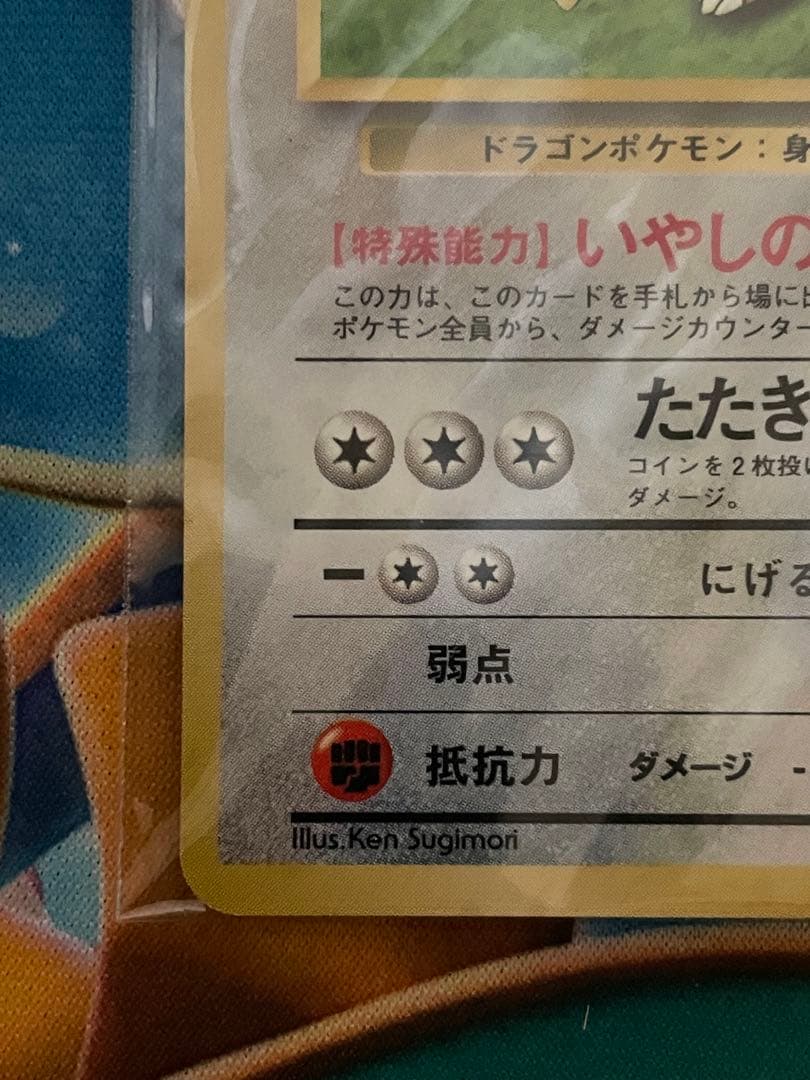 ドラゴンポケモン：身
【特殊能力】いやしの
この力は、このカードを手札から場に出
ポケモン全員から、ダメージカウンター
たたき
コインを2枚投げ
ダメージ。
ー にげる
弱点
抵抗力 ダメージ -
Illus.Ken Sugimori